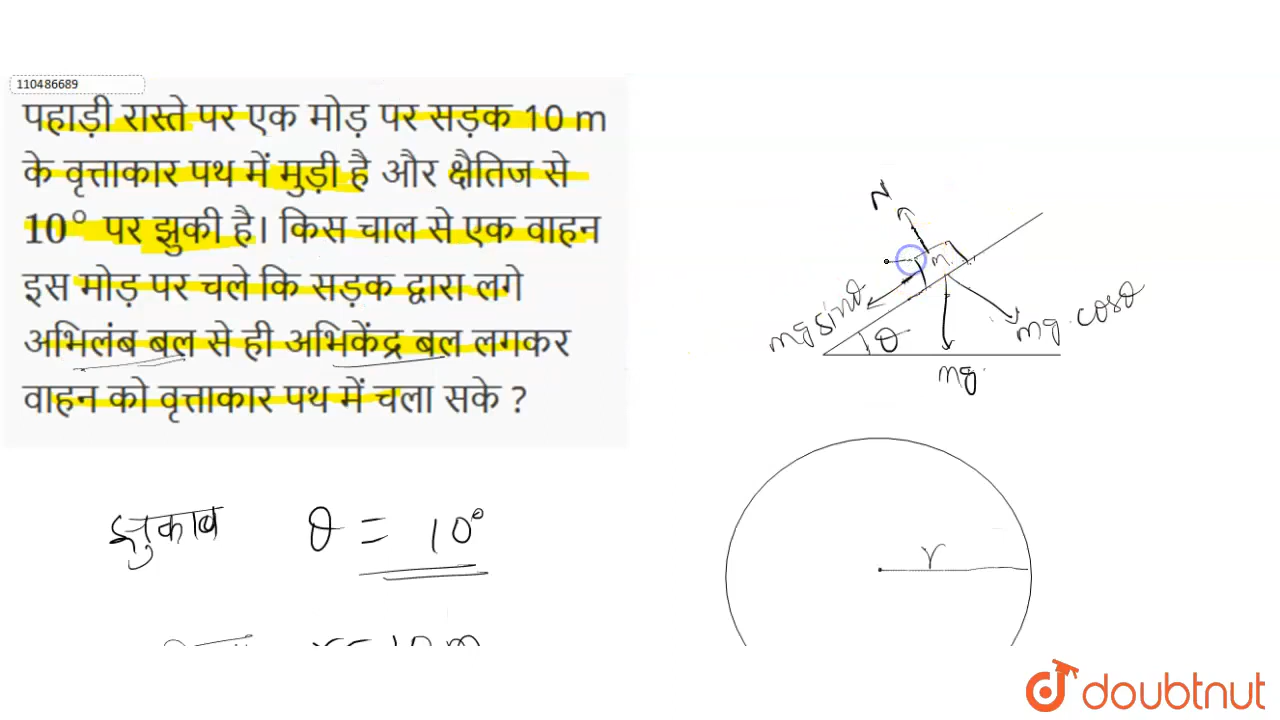 110486689
पहाड़ी रास्ते पर एक मोड़ पर सड़क 10 m
के वृत्ताकार पथ में मुड़ी है और क्षैतिज से
10° पर झुकी है। किस चाल से एक वाहन
इस मोड़ पर चले कि सड़क द्वारा लगे
अभिलंब बल से ही अभिकेंद्र बल लगकर
वाहन को वृत्ताकार पथ में चला सके ?
झुकाव θ = 10°
r = 10 m
N
m
mg sinθ
θ
mg cosθ
mg
r
doubtnut